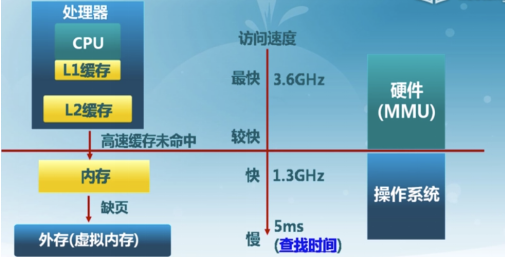 处理器
CPU
L1缓存
L2缓存
高速缓存未命中
内存
缺页
外存(虚拟内存)
访问速度
最快 3.6GHz
较快
快 1.3GHz
慢 5ms
(查找时间)
硬件
(MMU)
操作系统